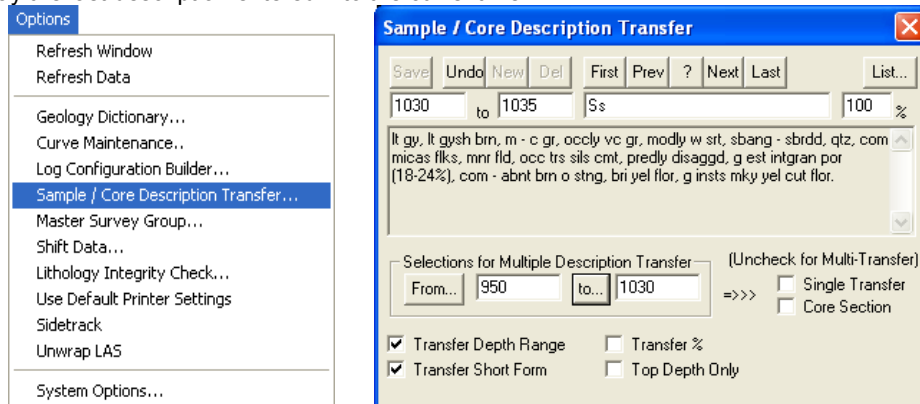 Options
Refresh Window
Refresh Data
Geology Dictionary...
Curve Maintenance..
Log Configuration Builder...
Sample / Core Description Transfer...
Master Survey Group...
Shift Data...
Lithology Integrity Check...
Use Default Printer Settings
Sidetrack
Unwrap LAS
System Options...
Sample / Core Description Transfer
Save Undo New Del First Prev ? Next Last List...
1030 to 1035 Ss 100 %
lt gy, lt gysh brn, m - c gr, occly vc gr, modly w srt, sbang - sbrdd, qtz, com
micas flks, mnr fld, occ trs sils cmt, predly disaggd, g est intgran por
(18-24%), com - abnt brn o stng, bri yel flor, g insts mky yel cut flor.
Selections for Multiple Description Transfer (Uncheck for Multi-Transfer)
From... 950 to... 1030 =>>> Single Transfer
Core Section
Transfer Depth Range Transfer %
Transfer Short Form Top Depth Only